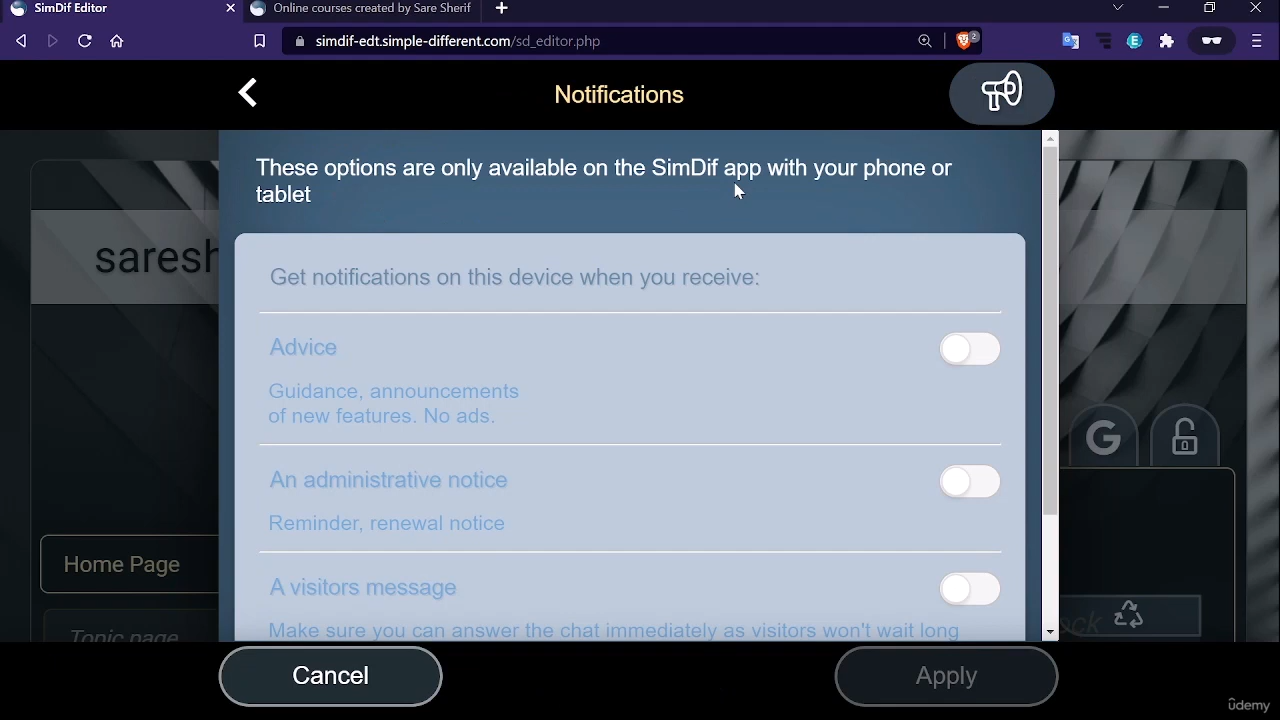 SimDif Editor
Online courses created by Sare Sherif
simdif-edt.simple-different.com/sd_editor.php
2
E
Notifications
These options are only available on the SimDif app with your phone or
tablet
saresh
Get notifications on this device when you receive:
Advice
Guidance, announcements
of new features. No ads.
G
An administrative notice
Reminder, renewal notice
Home Page
A visitors message
Topic page
Make sure you can answer the chat immediately as visitors won't wait long
ock
Cancel
Apply
ûdemy